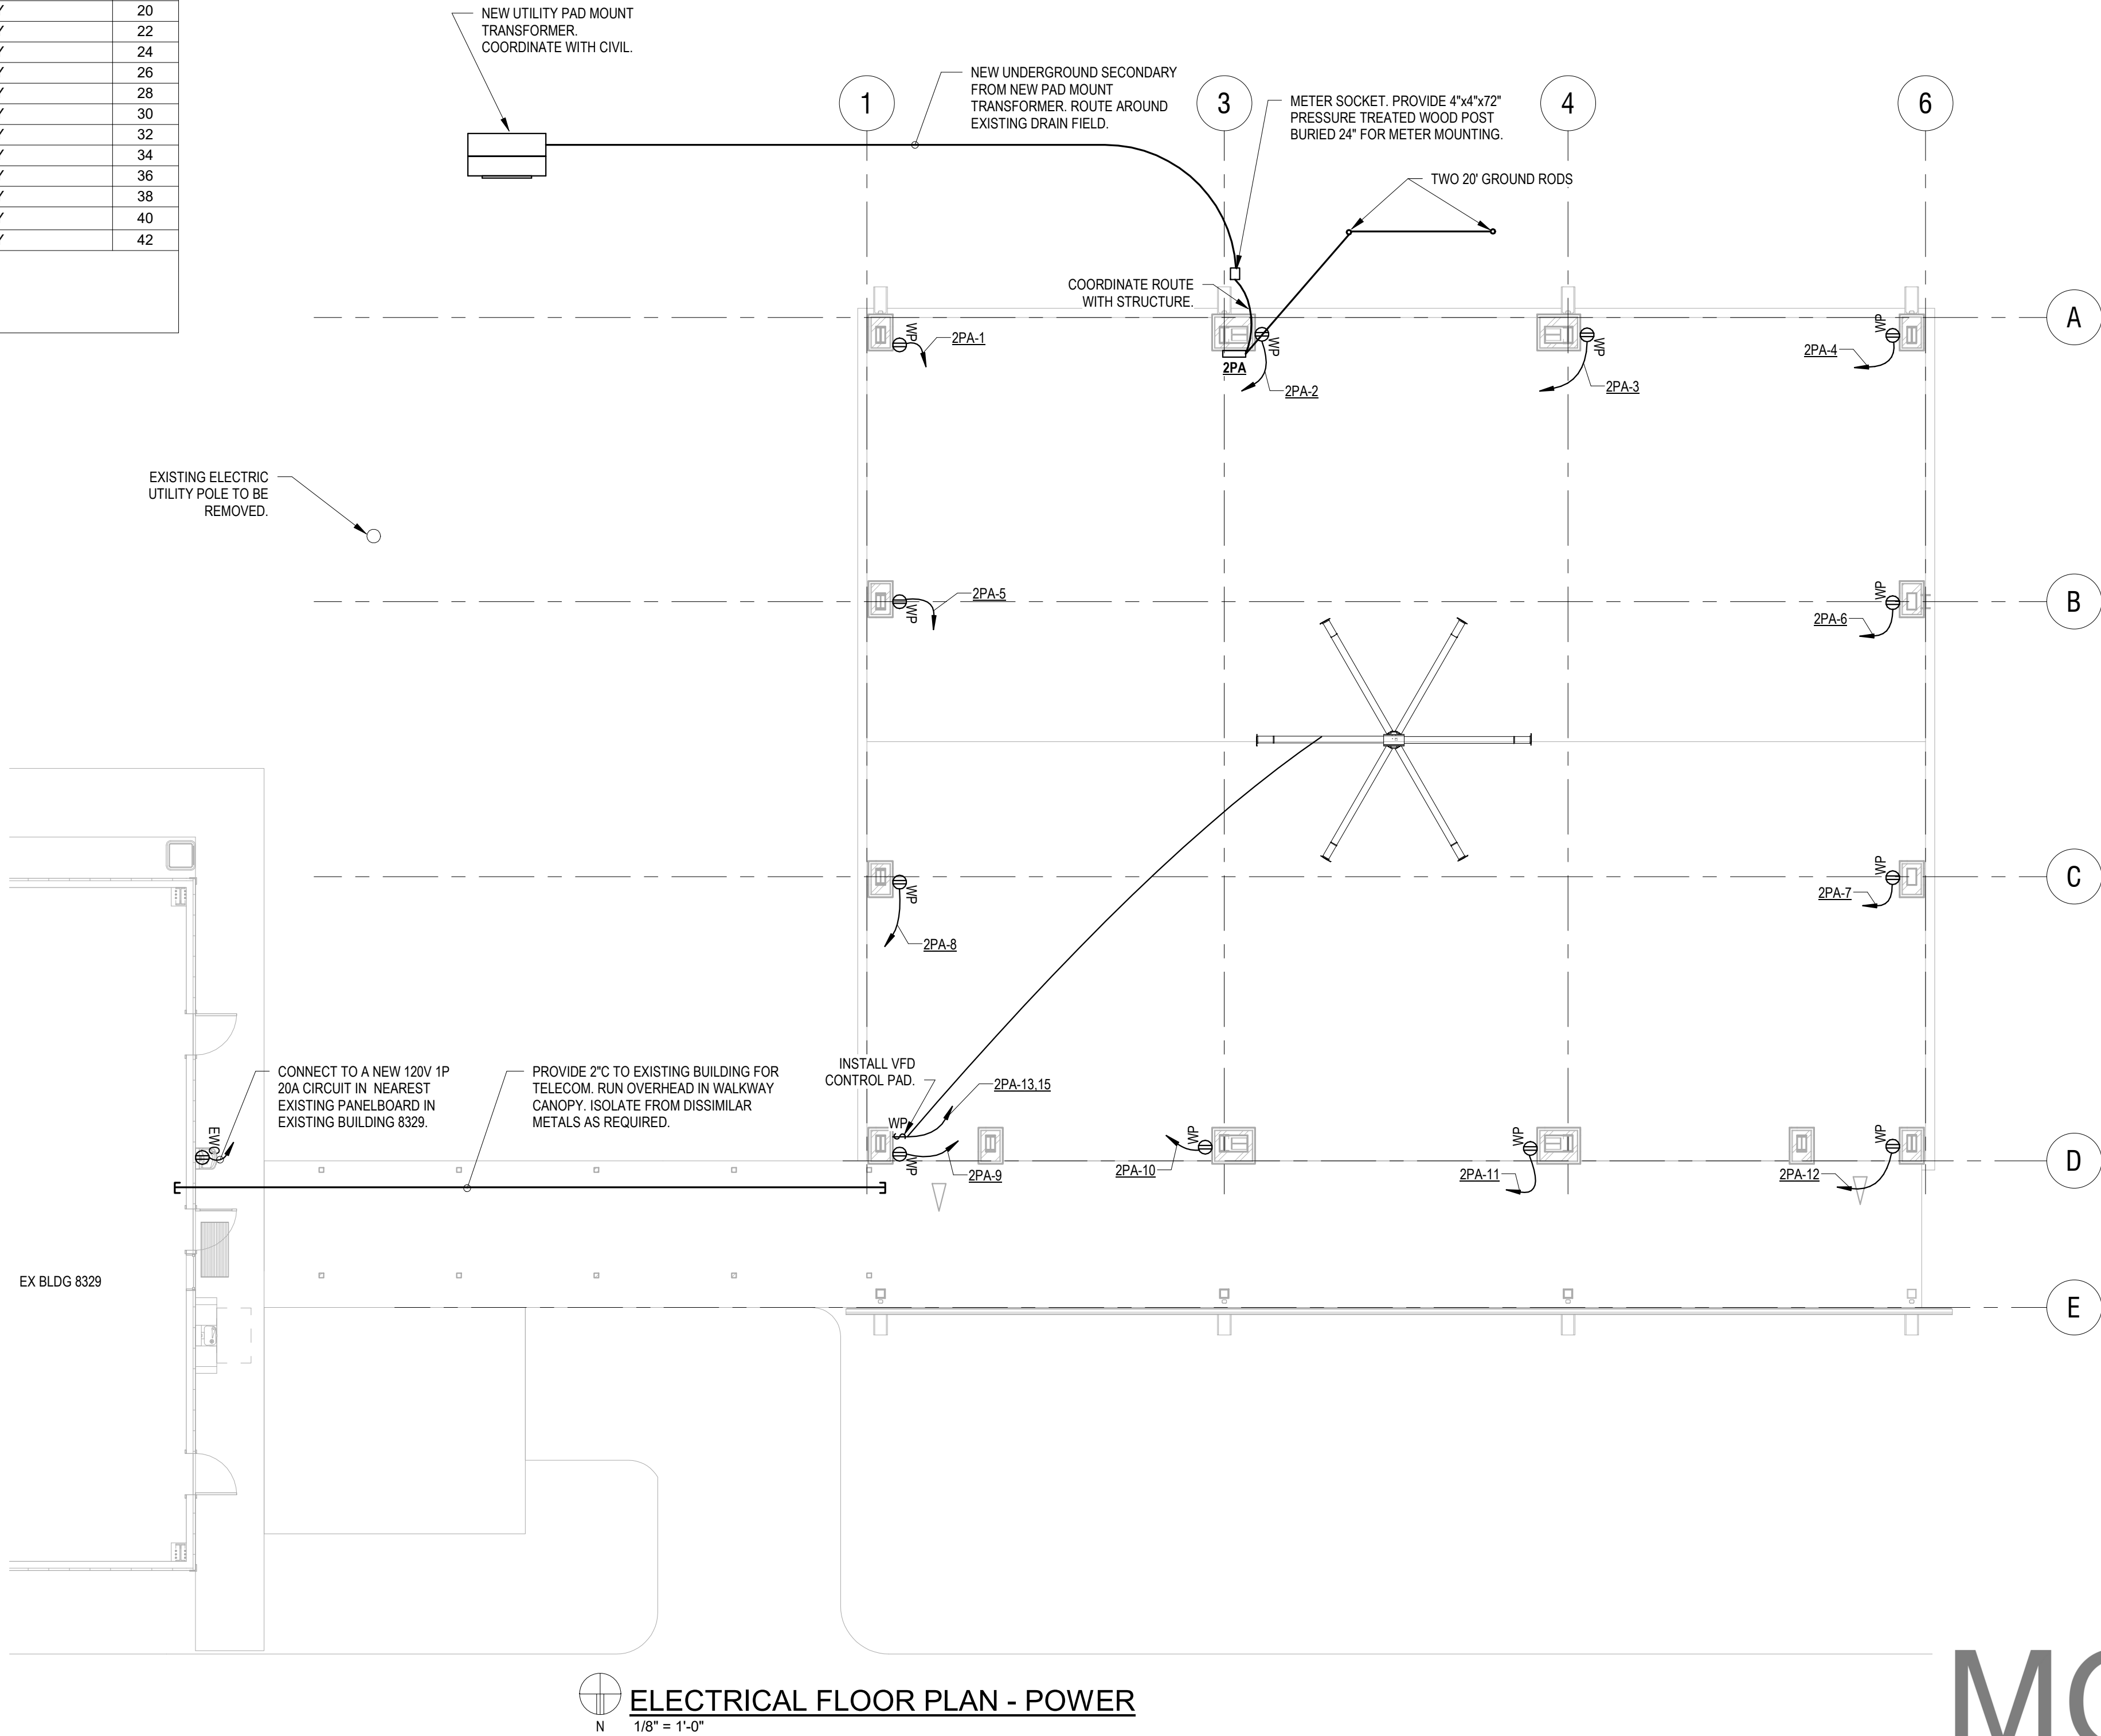 20
22
24
26
28
30
32
34
36
38
40
42
NEW UTILITY PAD MOUNT
TRANSFORMER.
COORDINATE WITH CIVIL.
NEW UNDERGROUND SECONDARY
FROM NEW PAD MOUNT
TRANSFORMER. ROUTE AROUND
EXISTING DRAIN FIELD.
METER SOCKET. PROVIDE 4"x4"x72"
PRESSURE TREATED WOOD POST
BURIED 24" FOR METER MOUNTING.
1
3
4
6
TWO 20' GROUND RODS
COORDINATE ROUTE
WITH STRUCTURE.
A
WP
2PA-1
2PA
WP
2PA-2
WP
2PA-3
WP
2PA-4
EXISTING ELECTRIC
UTILITY POLE TO BE
REMOVED.
WP
2PA-5
WP
2PA-6
B
WP
2PA-8
WP
2PA-7
C
CONNECT TO A NEW 120V 1P
20A CIRCUIT IN NEAREST
EXISTING PANELBOARD IN
EXISTING BUILDING 8329.
PROVIDE 2"C TO EXISTING BUILDING FOR
TELECOM. RUN OVERHEAD IN WALKWAY
CANOPY. ISOLATE FROM DISSIMILAR
METALS AS REQUIRED.
INSTALL VFD
CONTROL PAD.
2PA-13,15
EWC
WP
WP
2PA-9
WP
2PA-10
WP
2PA-11
WP
2PA-12
D
EX BLDG 8329
E
ELECTRICAL FLOOR PLAN - POWER
N
1/8" = 1'-0"